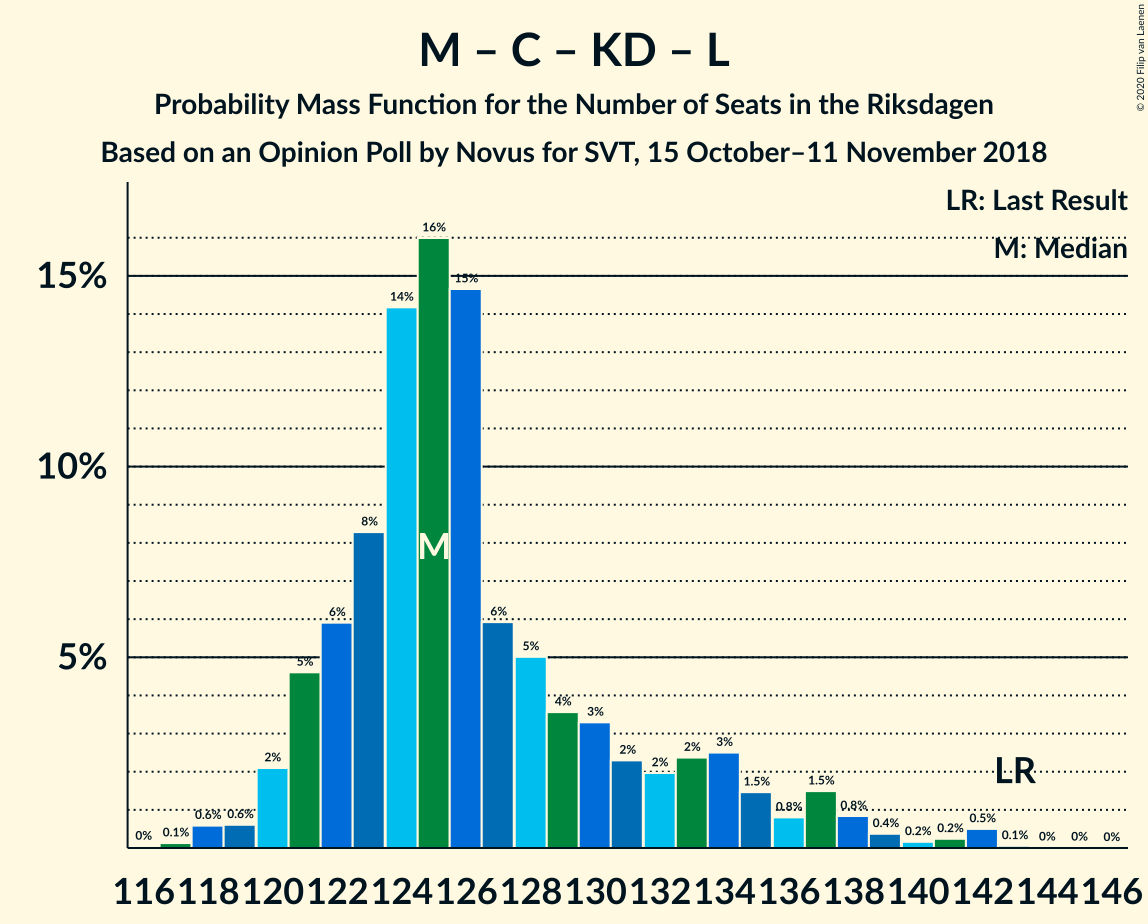 M – C – KD – L
Probability Mass Function for the Number of Seats in the Riksdagen
Based on an Opinion Poll by Novus for SVT, 15 October–11 November 2018
© 2020 Filip van Laenen
LR: Last Result
M: Median
15%
10%
5%
0% 0.1% 0.6% 0.6% 2% 5% 6% 8% 14% 16% 15% 6% 5% 4% 3% 2% 2% 2% 3% 1.5% 0.8% 1.5% 0.8% 0.4% 0.2% 0.2% 0.5% 0.1% 0% 0% 0%
M
LR
116 118 120 122 124 126 128 130 132 134 136 138 140 142 144 146